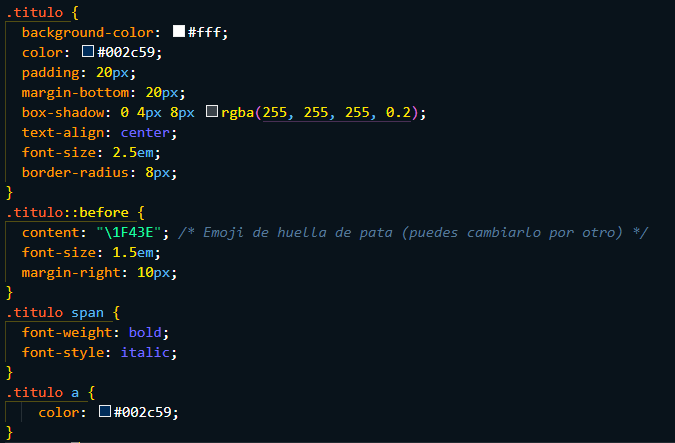 .titulo {
background-color: #fff;
color: #002c59;
padding: 20px;
margin-bottom: 20px;
box-shadow: 0 4px 8px rgba(255, 255, 255, 0.2);
text-align: center;
font-size: 2.5em;
border-radius: 8px;
}
.titulo::before {
content: "\1F43E"; /* Emoji de huella de pata (puedes cambiarlo por otro) */
font-size: 1.5em;
margin-right: 10px;
}
.titulo span {
font-weight: bold;
font-style: italic;
}
.titulo a {
color: #002c59;
}